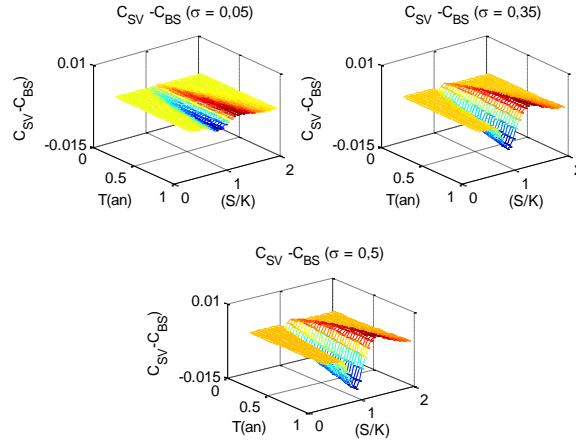 C_SV -C_BS (σ = 0,05)
0.01
-0.015
0
0.5
1
0
1
2
C_SV-C_BS)
T(an)
(S/K)
C_SV -C_BS (σ = 0,35)
0.01
-0.015
0
0.5
1
0
1
2
C_SV-C_BS)
T(an)
(S/K)
C_SV -C_BS (σ = 0,5)
0.01
-0.015
0
0.5
1
0
1
2
C_SV-C_BS)
T(an)
(S/K)